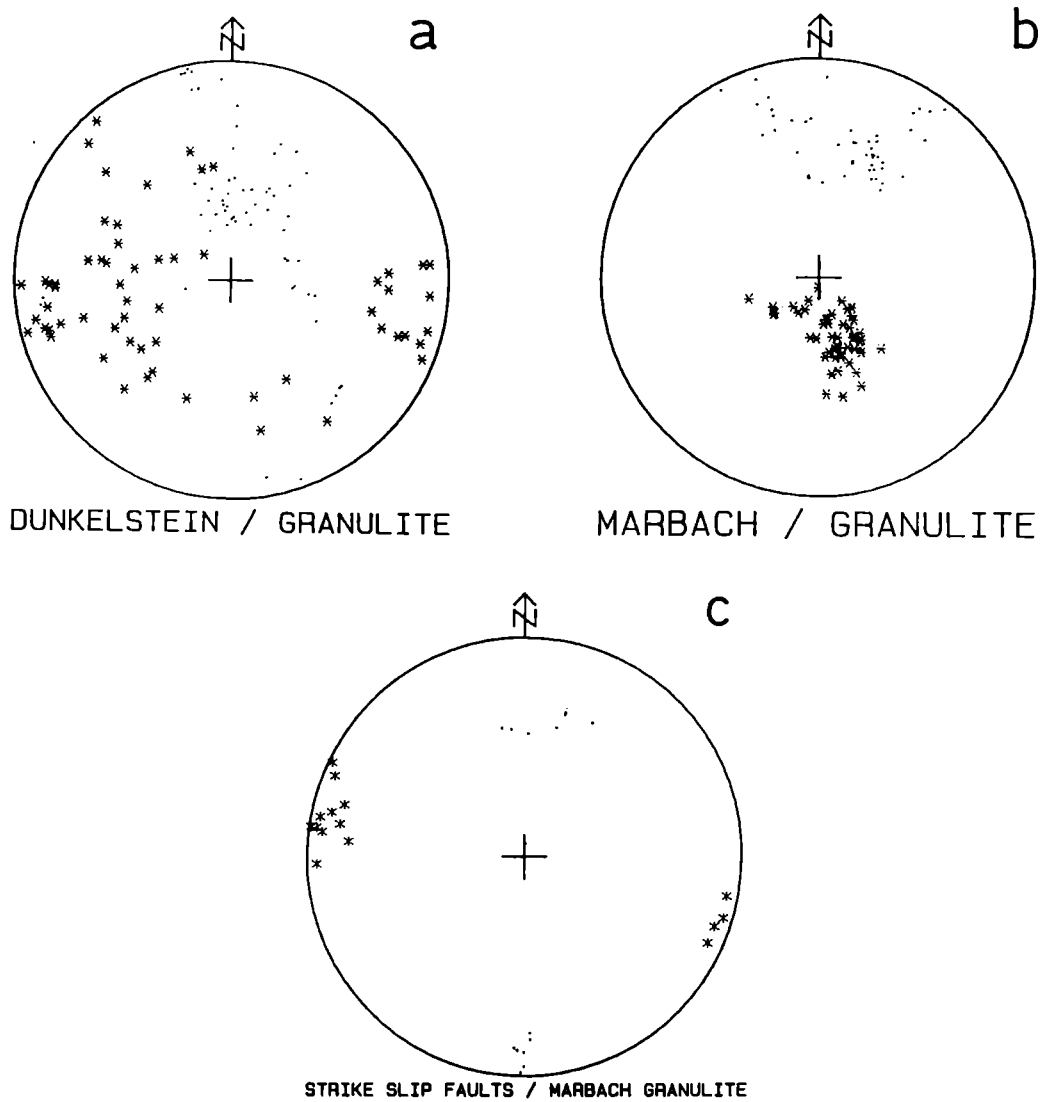 N a
N b
DUNKELSTEIN / GRANULITE
MARBACH / GRANULITE
N c
STRIKE SLIP FAULTS / MARBACH GRANULITE